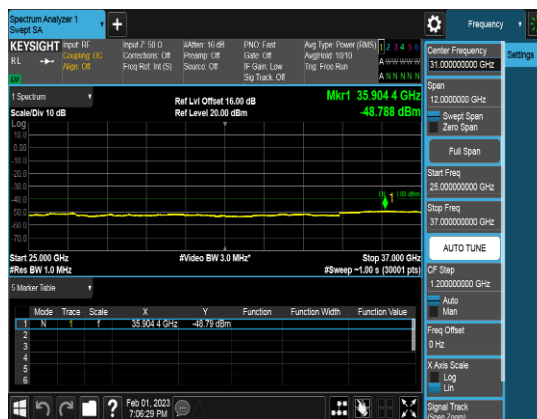 Spectrum Analyzer 1
Swept SA
+
Frequency
KEYSIGHT Input: RF Input Z: 50 Ω #Atten: 16 dB PNO: Fast Avg Type: Power (RMS) 1 2 3 4 5 6
RL Coupling: DC Corrections: Off Preamp: Off Gate: Off Avg|Hold: 10/10 A WW WW W
Align: Off Freq Ref: Int (S) Source: Off IF Gain: Low Trig: Free Run
Sig Track: Off A N N N N N
1 Spectrum
Scale/Div 10 dB
Ref Lvl Offset 16.00 dB
Ref Level 20.00 dBm
Mkr1 35.904 4 GHz
-48.788 dBm
Log
10.0
0.00
-10.0
-20.0
-30.0
-40.0
-50.0
-60.0
-70.0
1
Start 25.000 GHz #Video BW 3.0 MHz* Stop 37.000 GHz
#Res BW 1.0 MHz #Sweep ~1.00 s (30001 pts)
5 Marker Table
Mode Trace Scale X Y Function Function Width Function Value
1 N 1 f 35.904 4 GHz -48.79 dBm
2
3
4
5
6
Feb 01, 2023
7:06:29 PM
?
Center Frequency
31.000000000 GHz
Settings
Span
12.0000000 GHz
Swept Span
Zero Span
Full Span
Start Freq
25.000000000 GHz
Stop Freq
37.000000000 GHz
AUTO TUNE
CF Step
1.200000000 GHz
Auto
Man
Freq Offset
0 Hz
X Axis Scale
Log
Lin
Signal Track
(Span Zoom)